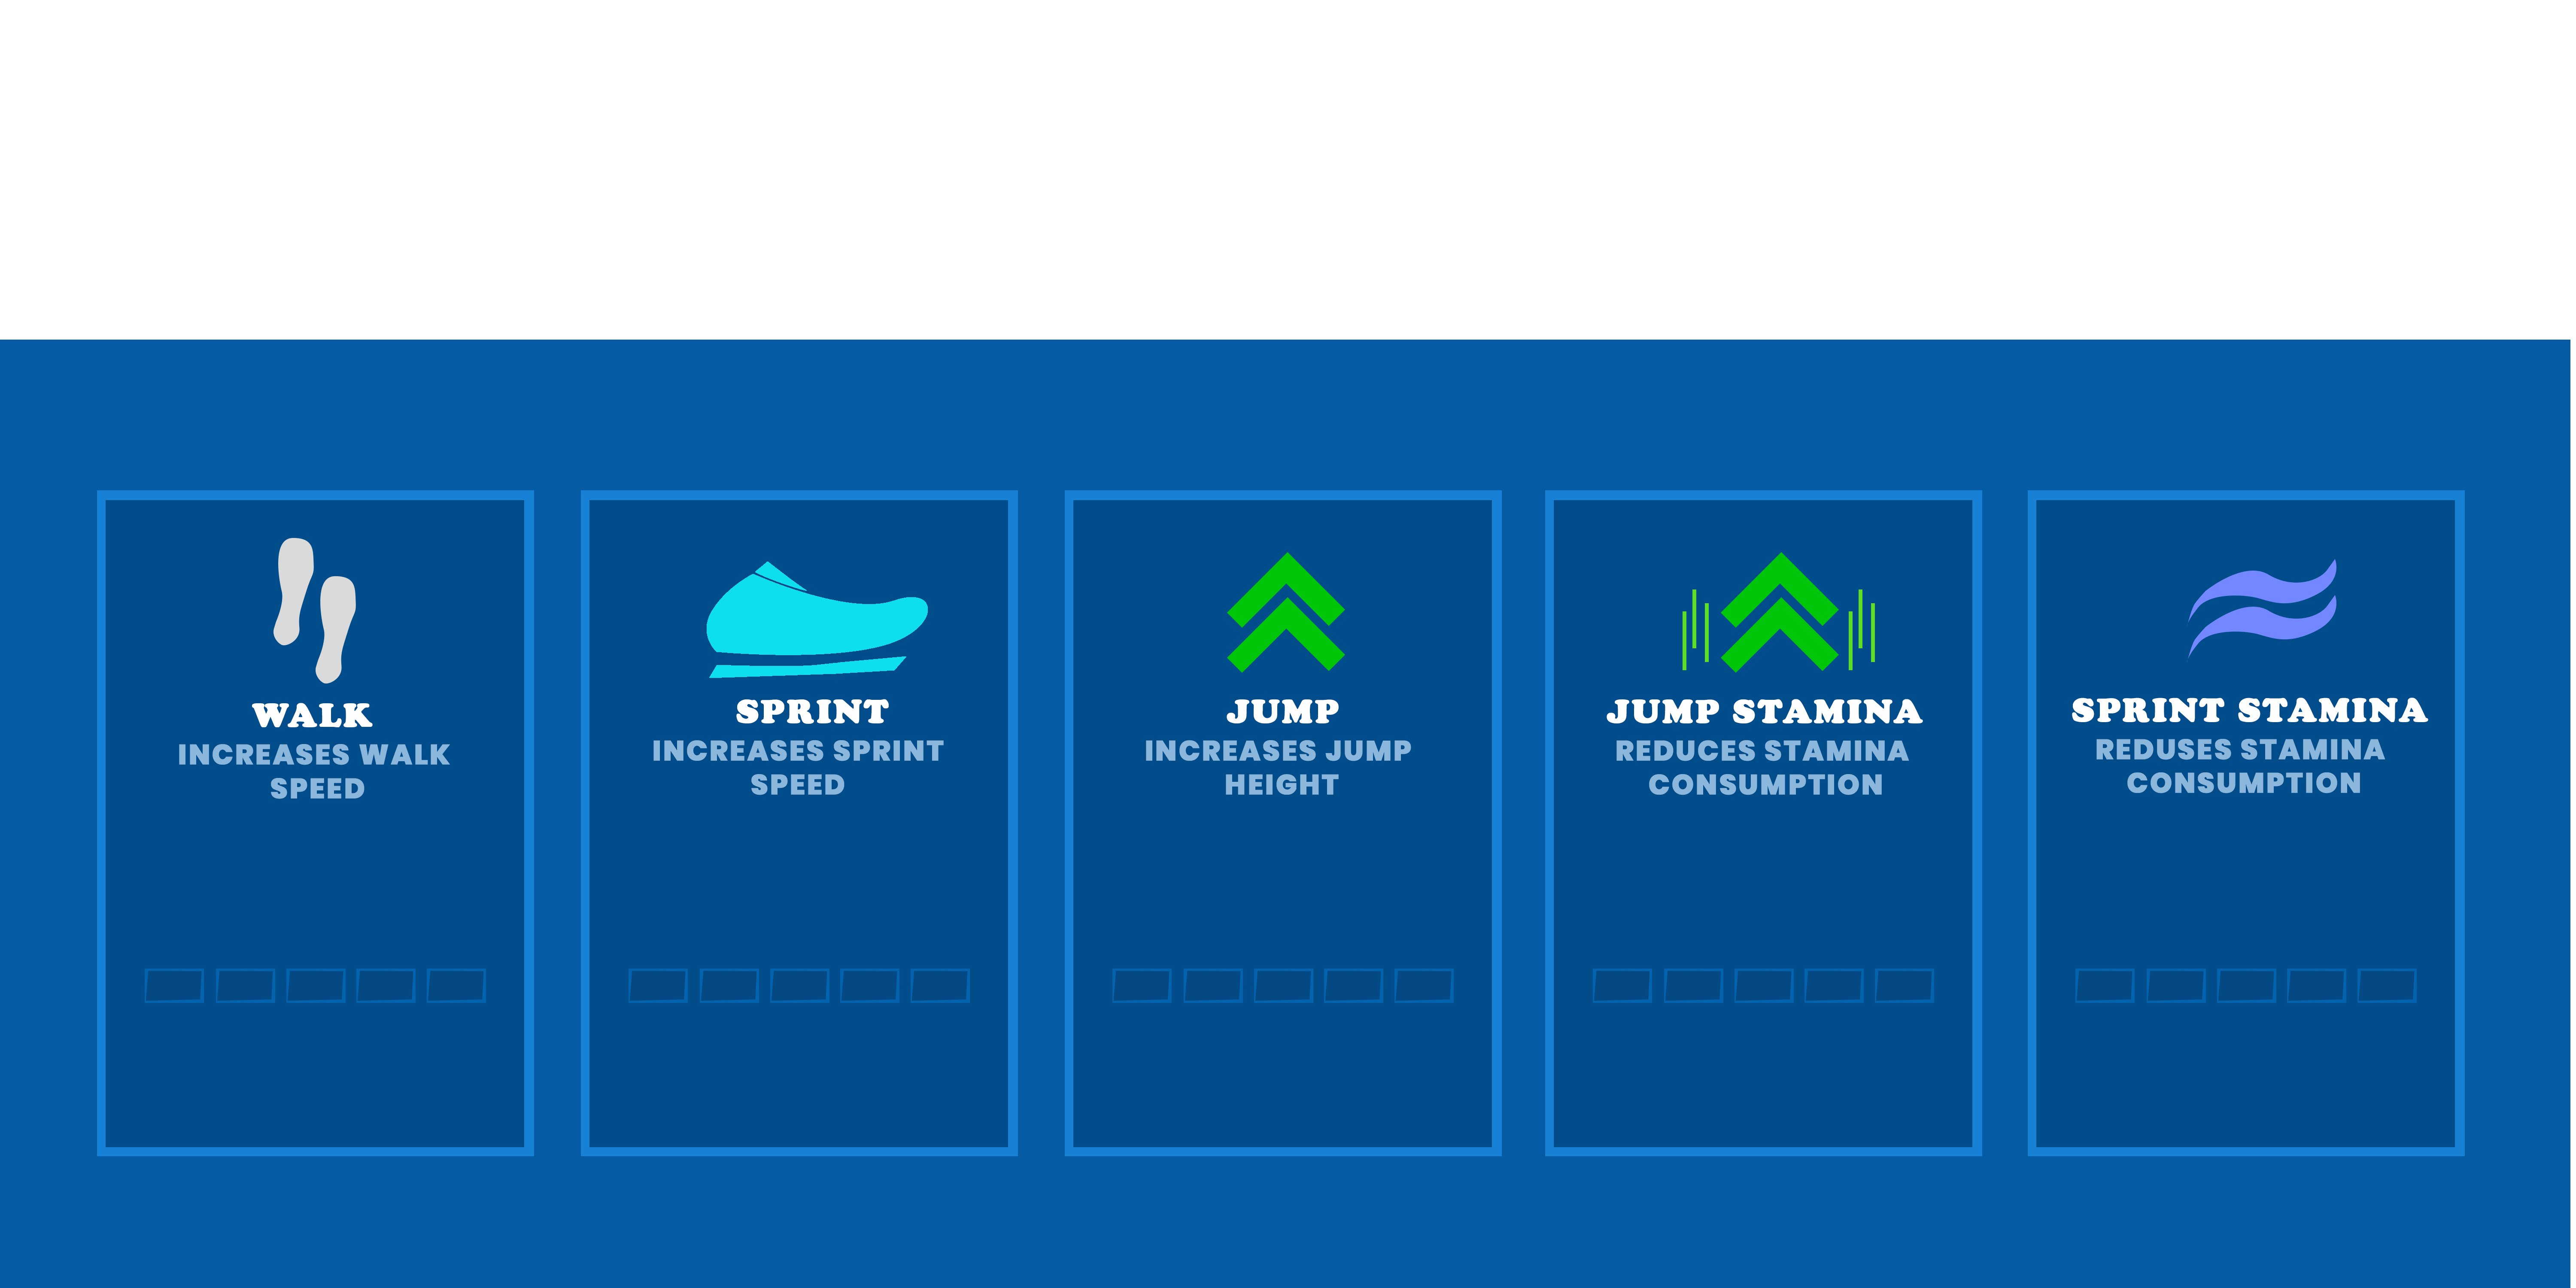 WALK
INCREASES WALK
SPEED
SPRINT
INCREASES SPRINT
SPEED
JUMP
INCREASES JUMP
HEIGHT
JUMP STAMINA
REDUCES STAMINA
CONSUMPTION
SPRINT STAMINA
REDUSES STAMINA
CONSUMPTION